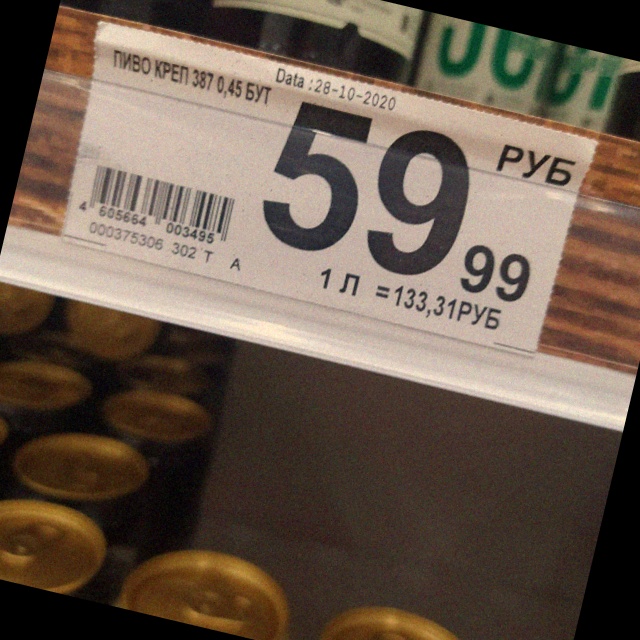 ПИВО КРЕП 387 0,45 БУТ
Data : 28-10-2020
59 99
РУБ
4 605664 003495
000375306 302 Т А
1 Л =133,31РУБ